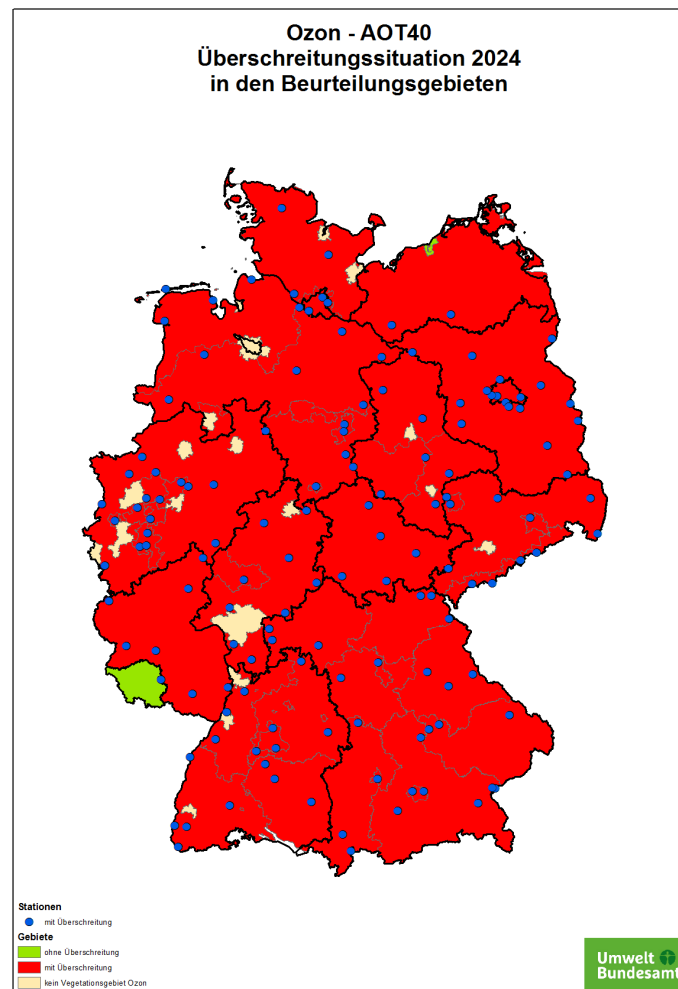 Ozon - AOT40
Überschreitungssituation 2024
in den Beurteilungsgebieten
Stationen
mit Überschreitung
Gebiete
ohne Überschreitung
mit Überschreitung
kein Vegetationsgebiet Ozon
Umwelt
Bundesamt